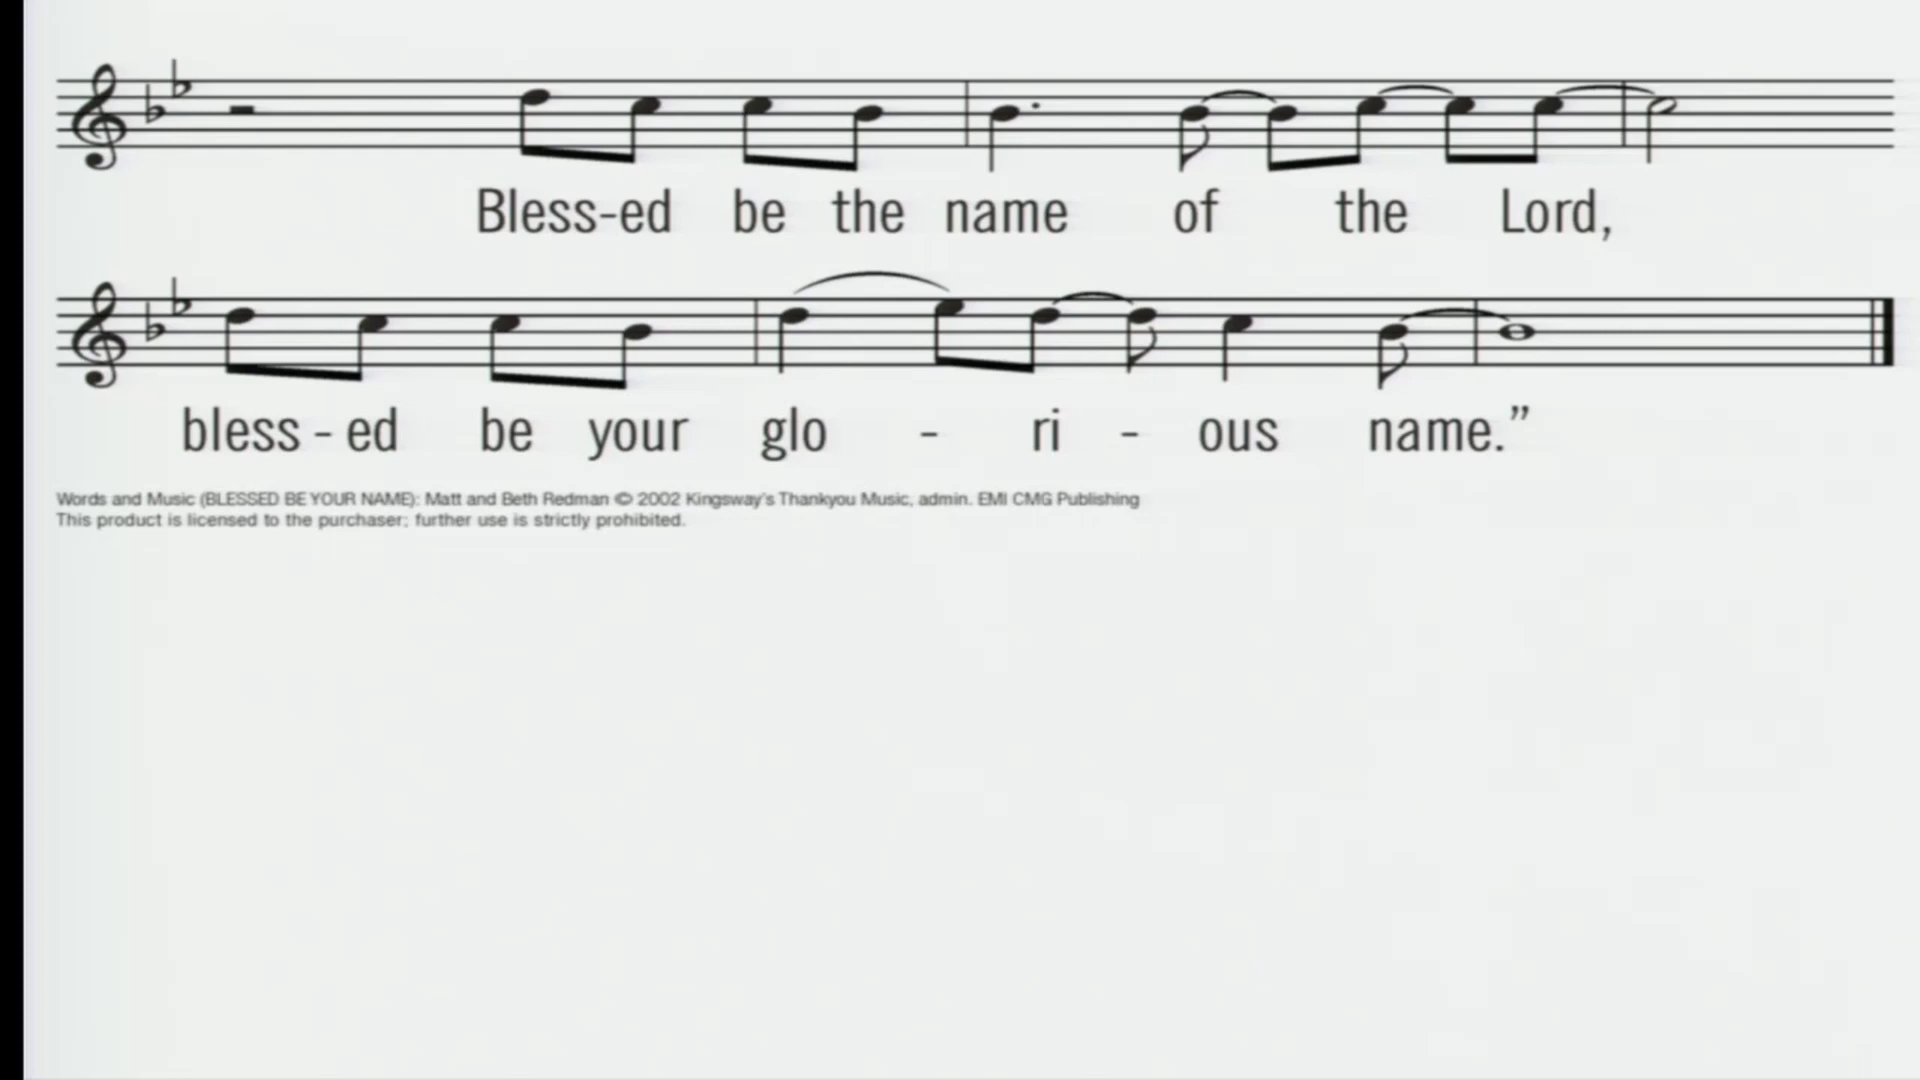 Bless-ed be the name of the Lord,
bless - ed be your glo - ri - ous name.”
Words and Music (BLESSED BE YOUR NAME): Matt and Beth Redman © 2002 Kingsway's Thankyou Music, admin. EMI CMG Publishing
This product is licensed to the purchaser; further use is strictly prohibited.